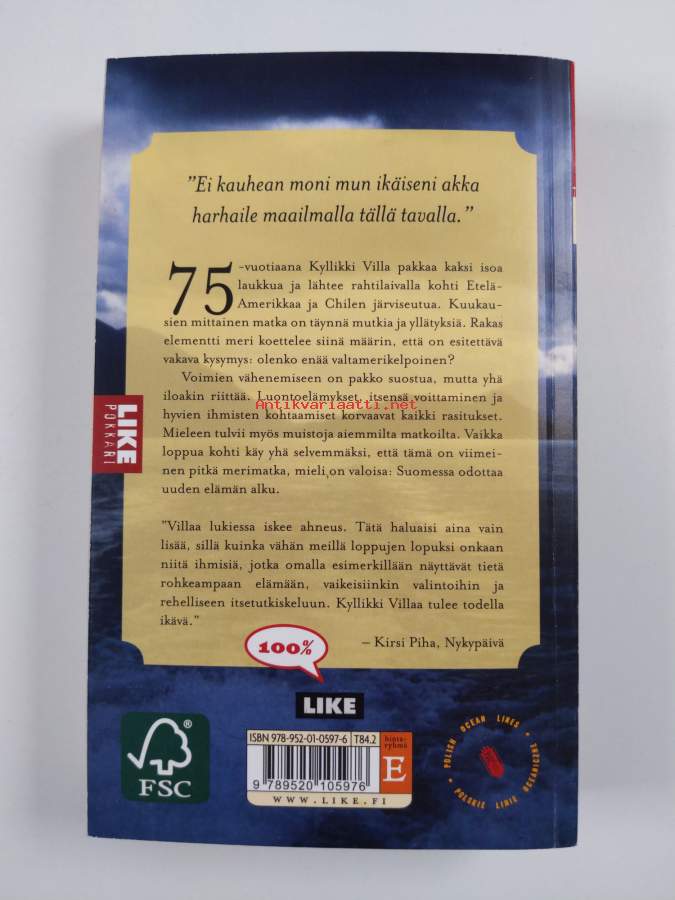 "Ei kauhean moni mun ikäiseni akka
harhaile maailmalla tällä tavalla."
75-vuotiaana Kyllikki Villa pakkaa kaksi isoa
laukkua ja lähtee rahtilaivalla kohti Etelä-
Amerikkaa ja Chilen järviseutua. Kuukau-
sien mittainen matka on täynnä mutkia ja yllätyksiä. Rakas
elementti meri koettelee siinä määrin, että on esitettävä
vakava kysymys: olenko enää valtamerikelpoinen?
Voimien vähenemiseen on pakko suostua, mutta yhä
iloakin riittää. Luontoelämykset, itsensä voittaminen ja
hyvien ihmisten kohtaamiset korvaavat kaikki rasitukset.
Mieleen tulvii myös muistoja aiemmilta matkoilta. Vaikka
loppua kohti käy yhä selvemmäksi, että tämä on viimei-
nen pitkä merimatka, mieli on valoisa: Suomessa odottaa
uuden elämän alku.
"Villaa lukiessa iskee ahneus. Tätä haluaisi aina vain
lisää, sillä kuinka vähän meillä loppujen lopuksi onkaan
niitä ihmisiä, jotka omalla esimerkillään näyttävät tietä
rohkeampaan elämään, vaikeisiinkin valintoihin ja
rehelliseen itsetutkiskeluun. Kyllikki Villaa tulee todella
ikävä."
– Kirsi Piha, Nykypäivä
Antikvariaatti.net
LIKE
POKKARI
100%
LIKE
FSC
®
ISBN 978-952-01-0597-6 T84.2
hinta-
ryhmä
E
9 789520 105976
WWW.LIKE.FI
POLISH OCEAN LINES
POLSKIE LINIE OCEANICZNE